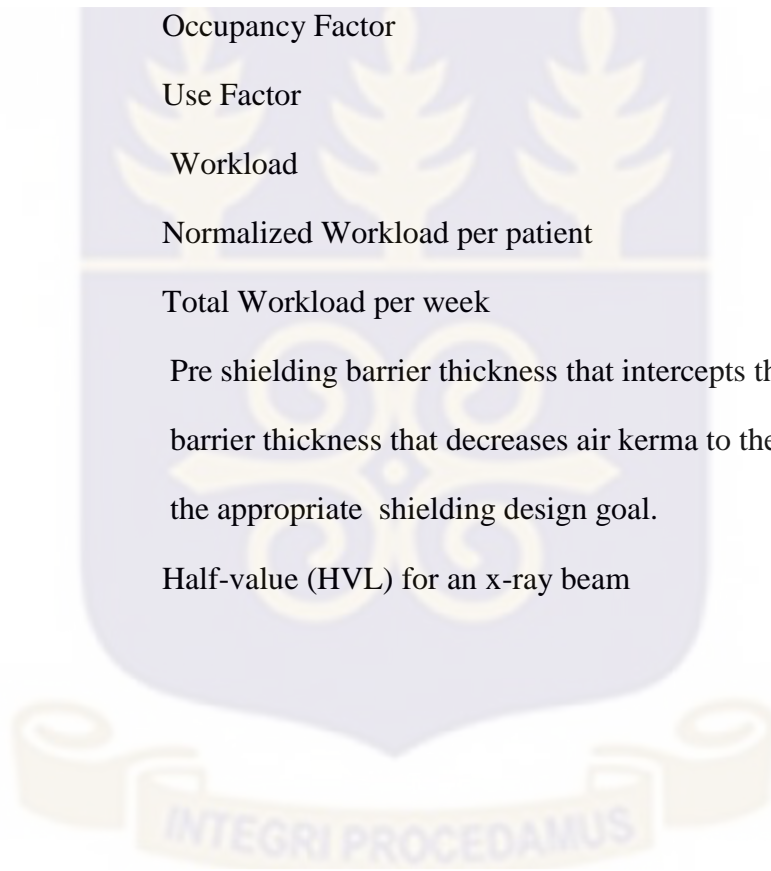 Occupancy Factor
Use Factor
Workload
Normalized Workload per patient
Total Workload per week
Pre shielding barrier thickness that intercepts
barrier thickness that decreases air kerma to the
the appropriate shielding design goal.
Half-value (HVL) for an x-ray beam
INTEGRI PROCEDAMUS